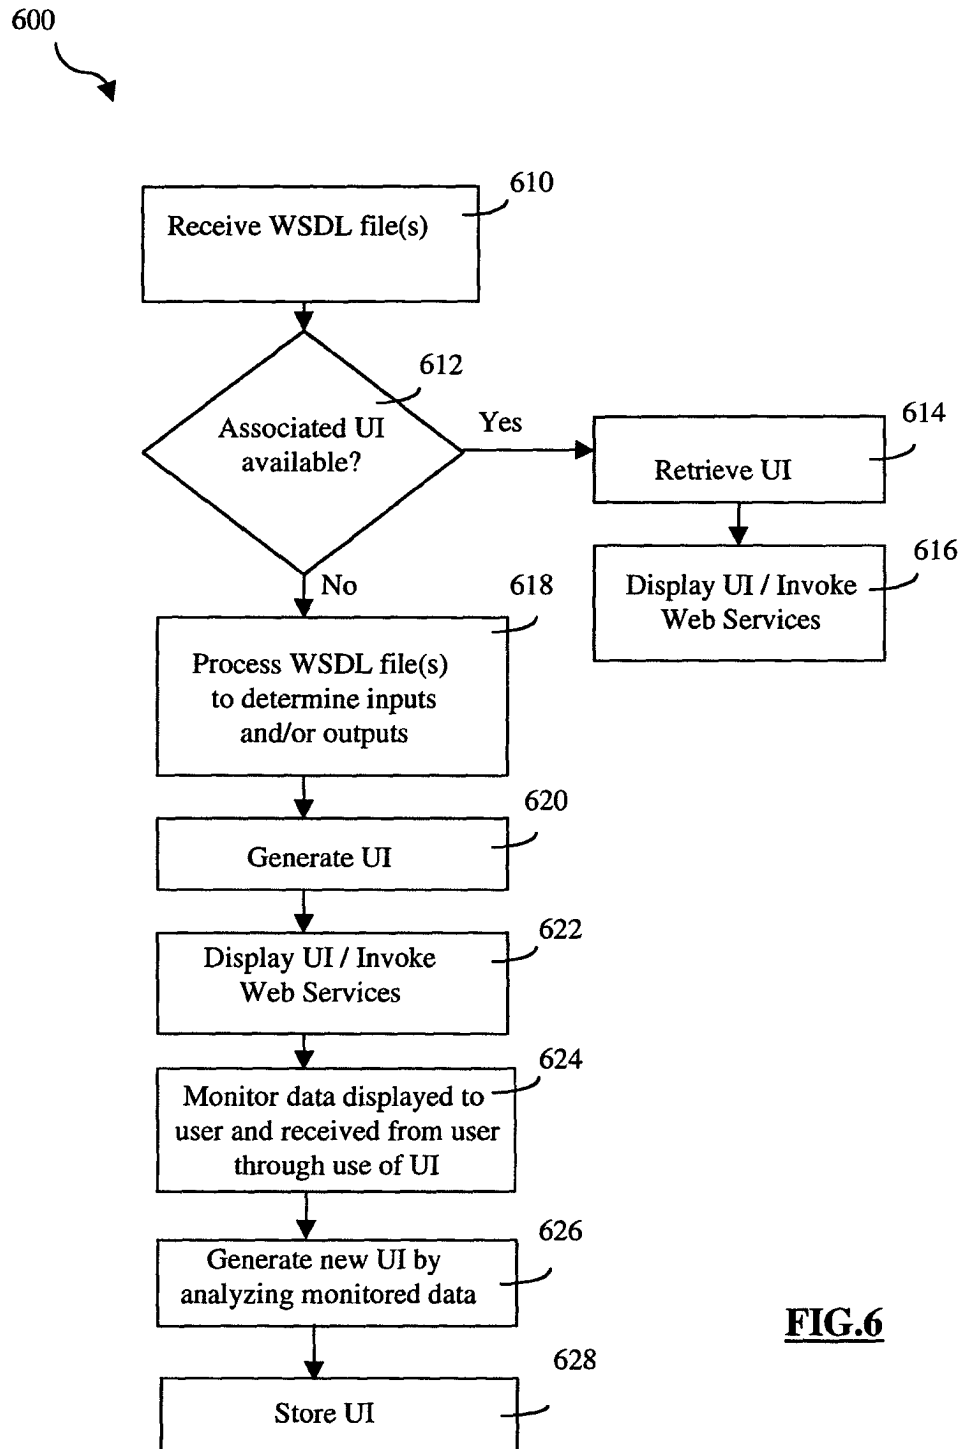 600
610
Receive WSDL file(s)
612
Associated UI
available?
Yes
614
Retrieve UI
616
Display UI / Invoke
Web Services
No
618
Process WSDL file(s)
to determine inputs
and/or outputs
620
Generate UI
622
Display UI / Invoke
Web Services
624
Monitor data displayed to
user and received from user
through use of UI
626
Generate new UI by
analyzing monitored data
FIG.6
628
Store UI